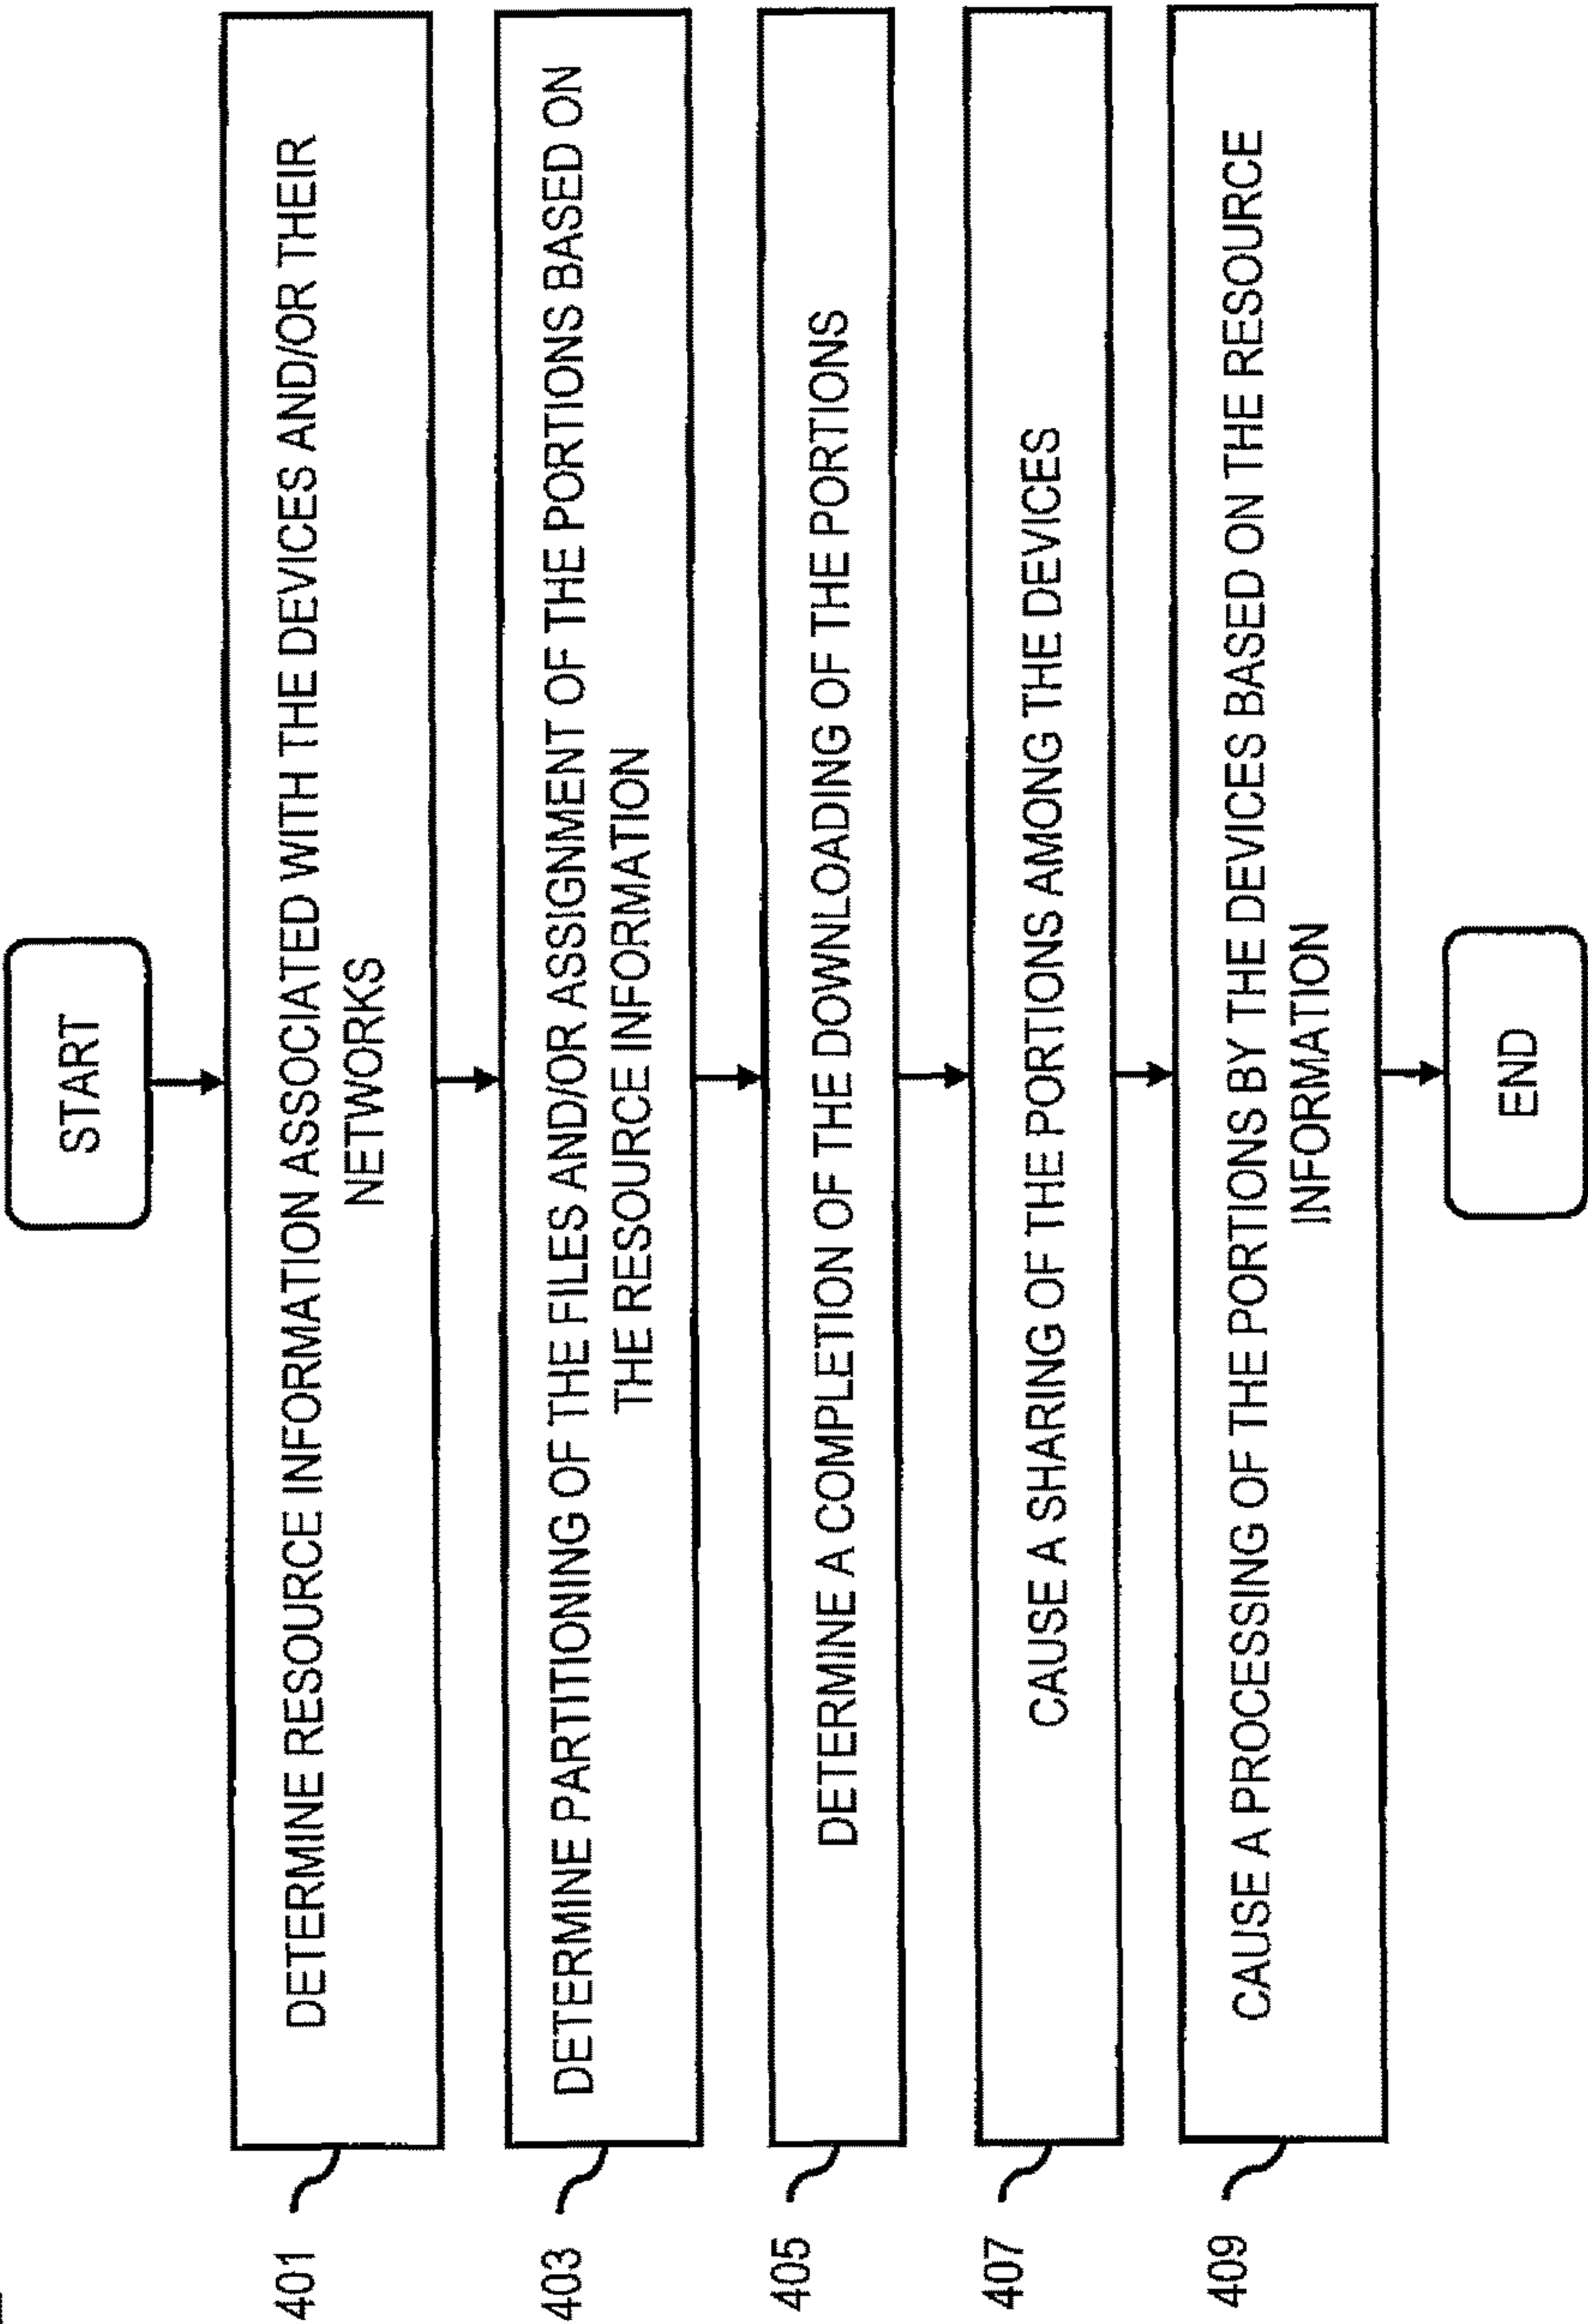 START
401
DETERMINE RESOURCE INFORMATION ASSOCIATED WITH THE DEVICES AND/OR THEIR
NETWORKS
403
DETERMINE PARTITIONING OF THE FILES AND/OR ASSIGNMENT OF THE PORTIONS BASED ON
THE RESOURCE INFORMATION
405
DETERMINE A COMPLETION OF THE DOWNLOADING OF THE PORTIONS
407
CAUSE A SHARING OF THE PORTIONS AMONG THE DEVICES
409
CAUSE A PROCESSING OF THE PORTIONS BY THE DEVICES BASED ON THE RESOURCE
INFORMATION
END